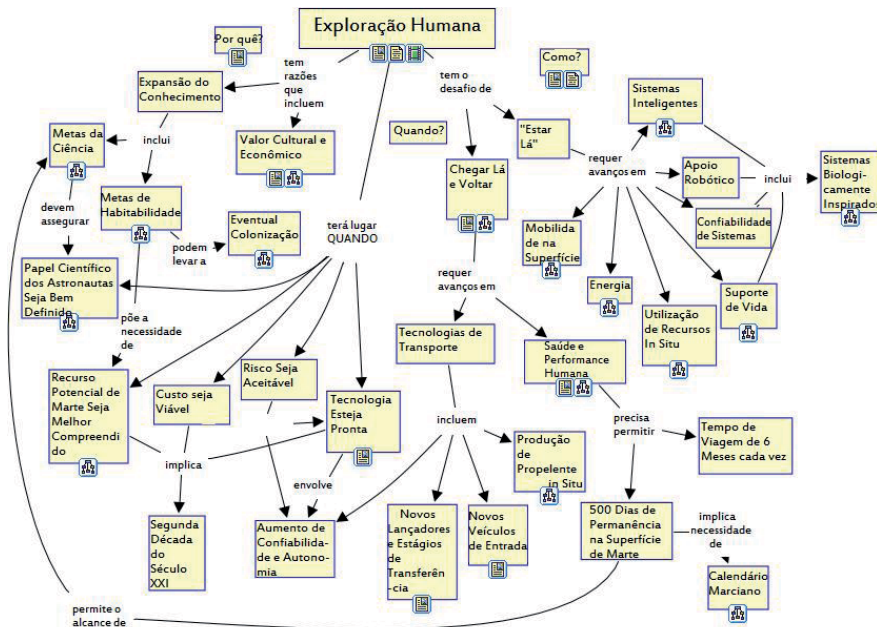 Exploração Humana
Por quê?
tem
razões
que
incluem
tem o
desafio de
Como?
Expansão do
Conhecimento
Sistemas
Inteligentes
Metas da
Ciência
inclui
Valor Cultural e
Econômico
Quando?
"Estar
Lá"
requer
avanços em
Apoio
Robótico
inclui
Sistemas
Biologic-
amente
Inspirados
Chegar Lá
e Voltar
Metas de
Habitabilidade
devem
assegurar
Eventual
Colonização
podem
levar a
terá lugar
QUANDO
Mobilida
de na
Superfície
Confiabilidade
de Sistemas
Papel Científico
dos Astronautas
Seja Bem
Definido
requer
avanços em
Energia
Utilização
de Recursos
In Situ
Suporte
de Vida
põe a
necessidade
de
Tecnologias de
Transporte
Saúde e
Performance
Humana
Recurso
Potencial de
Marte Seja
Melhor
Compreendi
do
Custo seja
Viável
Risco Seja
Aceitável
Tecnologia
Esteja
Pronta
incluem
precisa
permitir
Tempo de
Viagem de 6
Meses cada vez
implica
envolve
Produção
de
Propelente
in Situ
Segunda
Década
do
Século
XXI
Aumento de
Confiabilida-
de e Autono-
mia
Novos
Lançadores
e Estágios
de
Transferên
-cia
Novos
Veículos
de Entrada
500 Dias de
Permanência
na Superfície
de Marte
implica
necessidade
de
Calendário
Marciano
permite o
alcance de